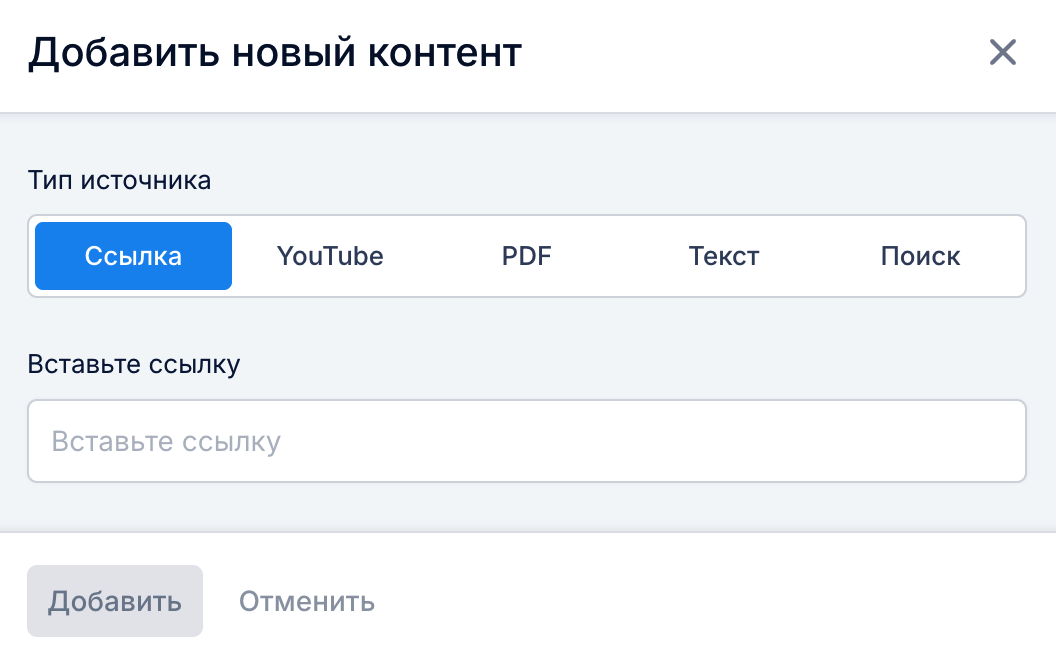 Добавить новый контент
Тип источника
Ссылка YouTube PDF Текст Поиск
Вставьте ссылку
Вставьте ссылку
Добавить Отменить